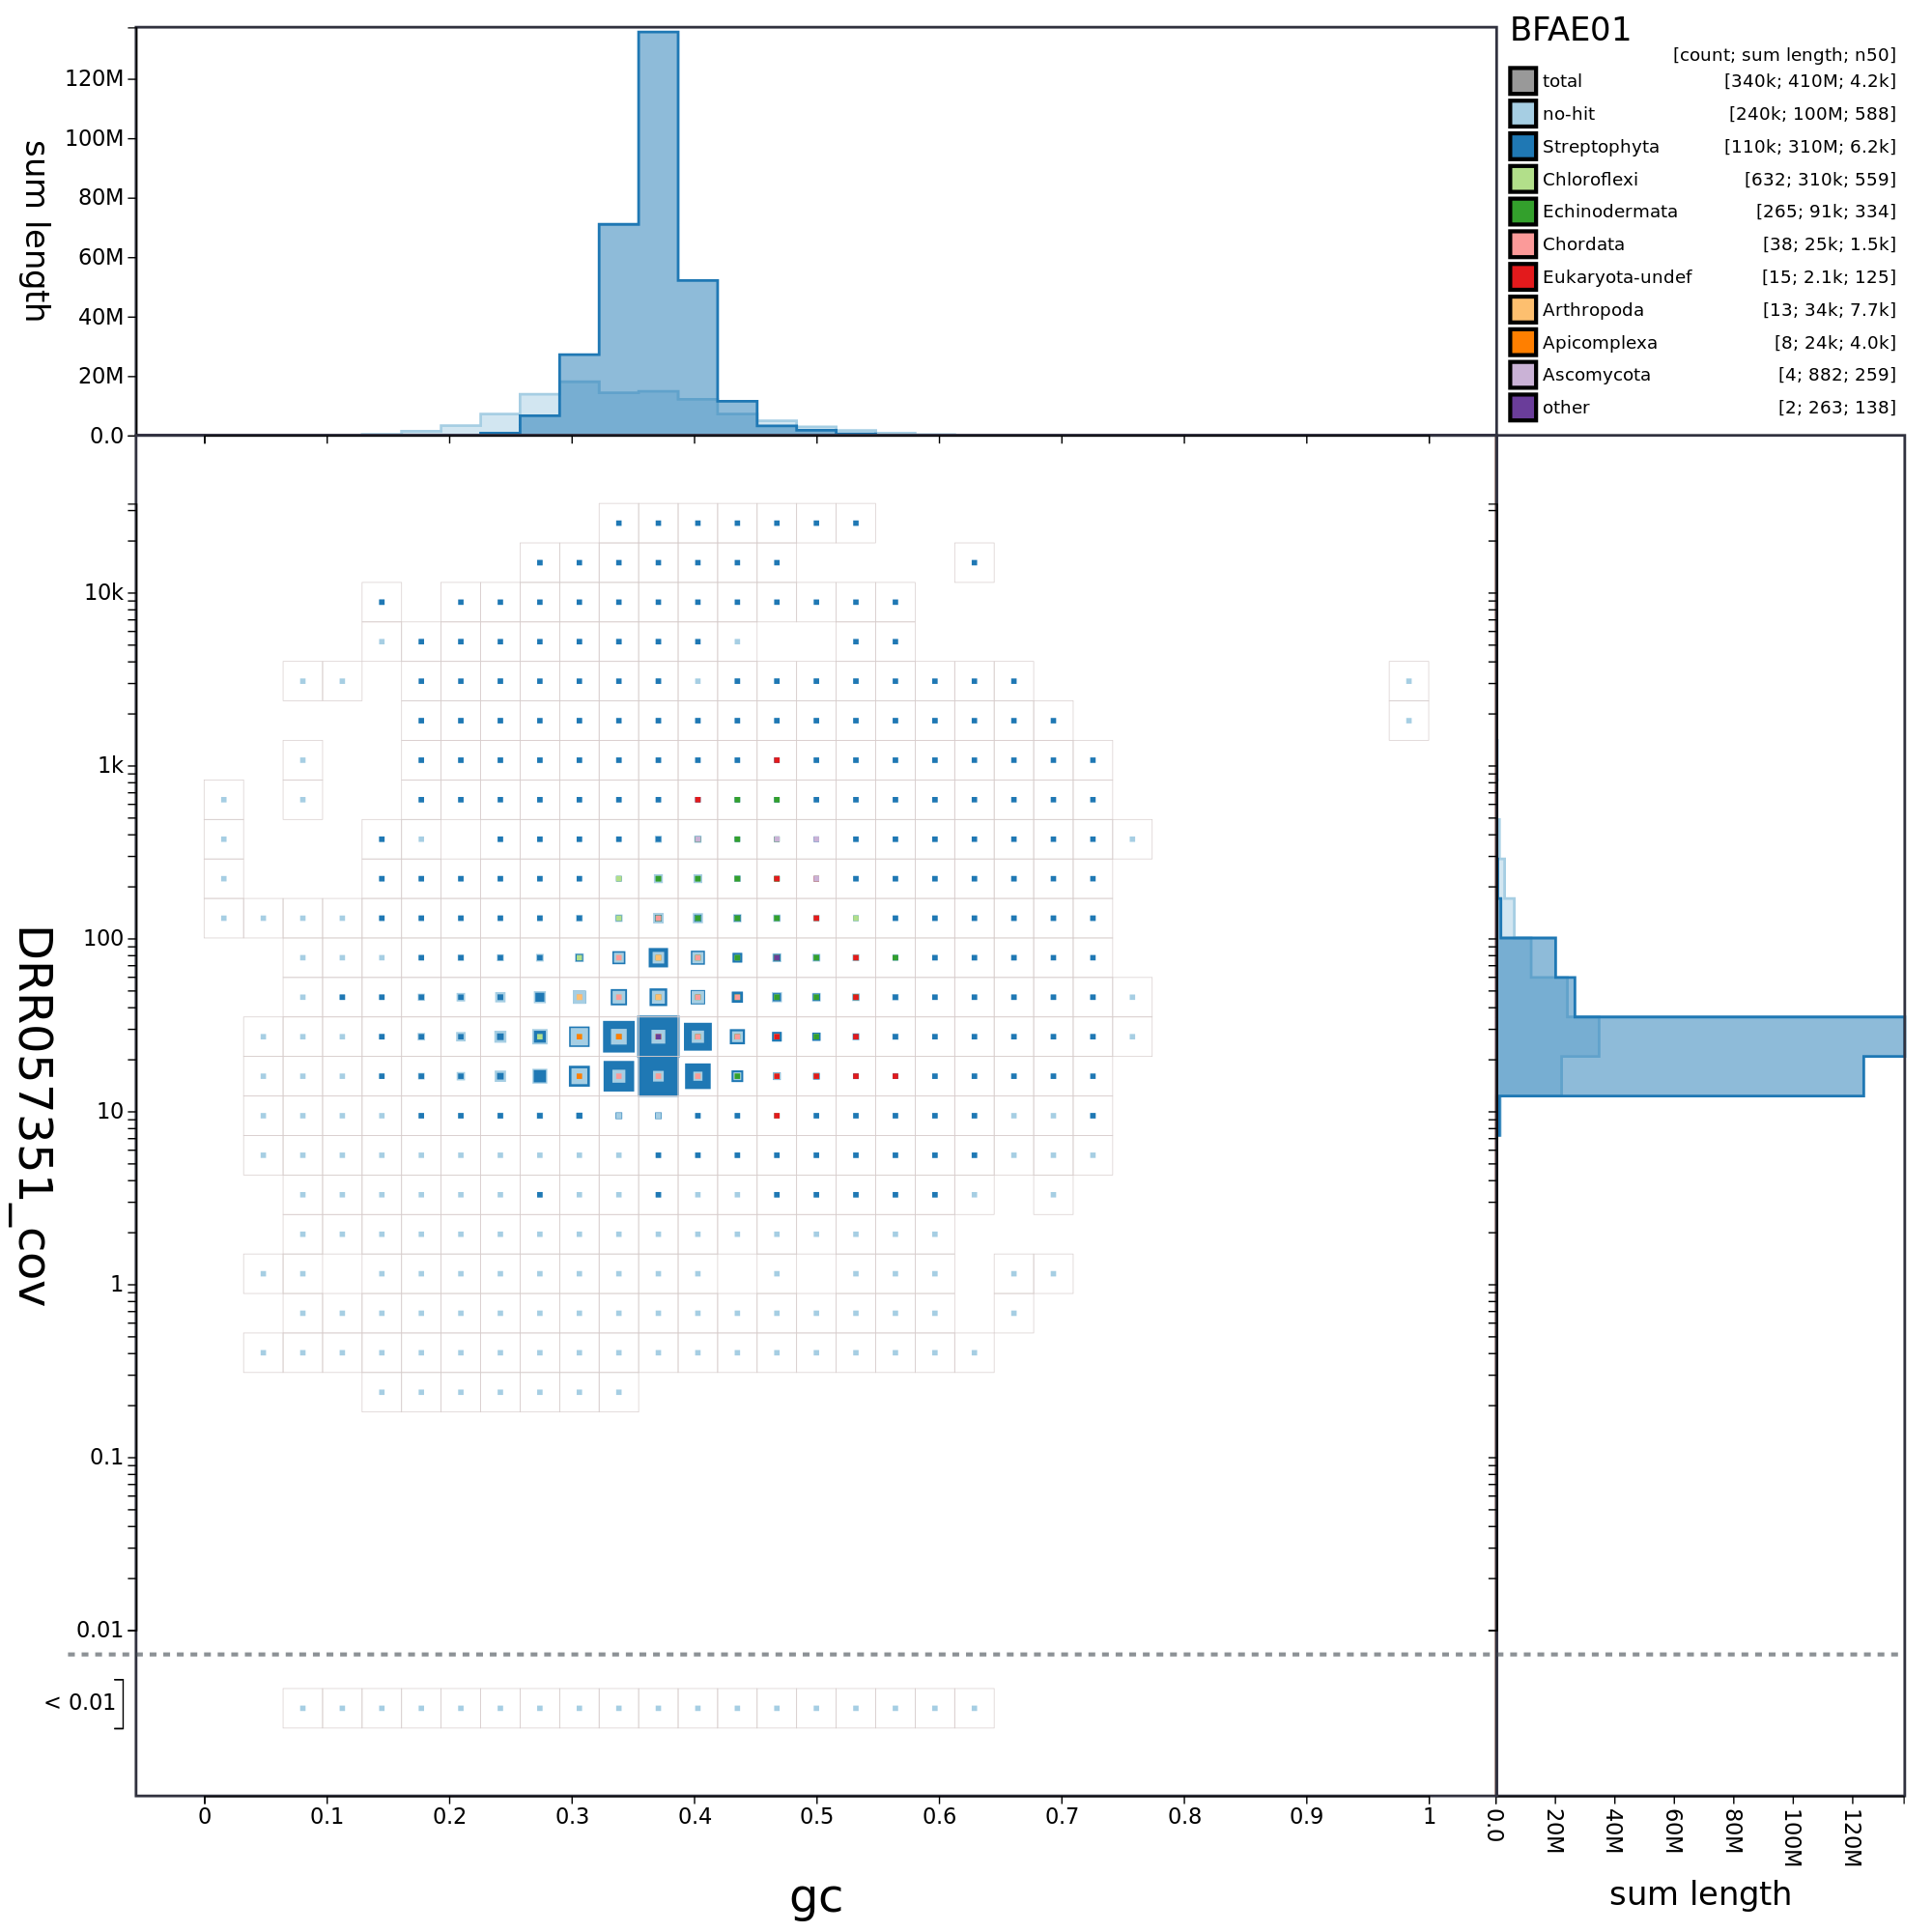 BFAE01
[count; sum length; n50]
total [340k; 410M; 4.2k]
no-hit [240k; 100M; 588]
Streptophyta [110k; 310M; 6.2k]
Chloroflexi [632; 310k; 559]
Echinodermata [265; 91k; 334]
Chordata [38; 25k; 1.5k]
Eukaryota-undef [15; 2.1k; 125]
Arthropoda [13; 34k; 7.7k]
Apicomplexa [8; 24k; 4.0k]
Ascomycota [4; 882; 259]
other [2; 263; 138]
sum length
120M
100M
80M
60M
40M
20M
0.0
DRR057351_cov
10k
1k
100
10
1
0.1
0.01
< 0.01
0 0.1 0.2 0.3 0.4 0.5 0.6 0.7 0.8 0.9 1
gc
0.0 20M 40M 60M 80M 100M 120M
sum length